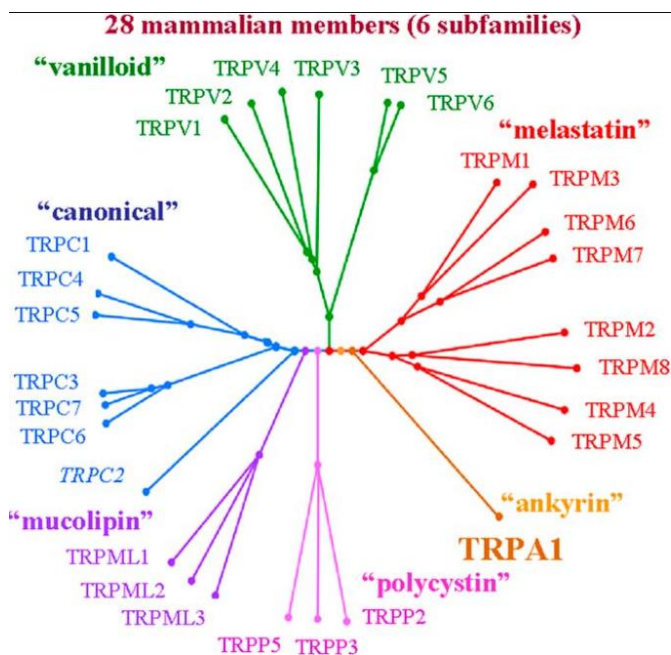 28 mammalian members (6 subfamilies)
“vanilloid”
TRPV4
TRPV3
TRPV5
TRPV2
TRPV6
TRPV1
“melastatin”
TRPM1
TRPM3
“canonical”
TRPM6
TRPC1
TRPM7
TRPC4
TRPC5
TRPM2
TRPM8
TRPC3
TRPC7
TRPM4
TRPC6
TRPM5
TRPC2
“ankyrin”
“mucolipin”
TRPA1
TRPML1
TRPML2
“polycystin”
TRPML3
TRPP2
TRPP5
TRPP3